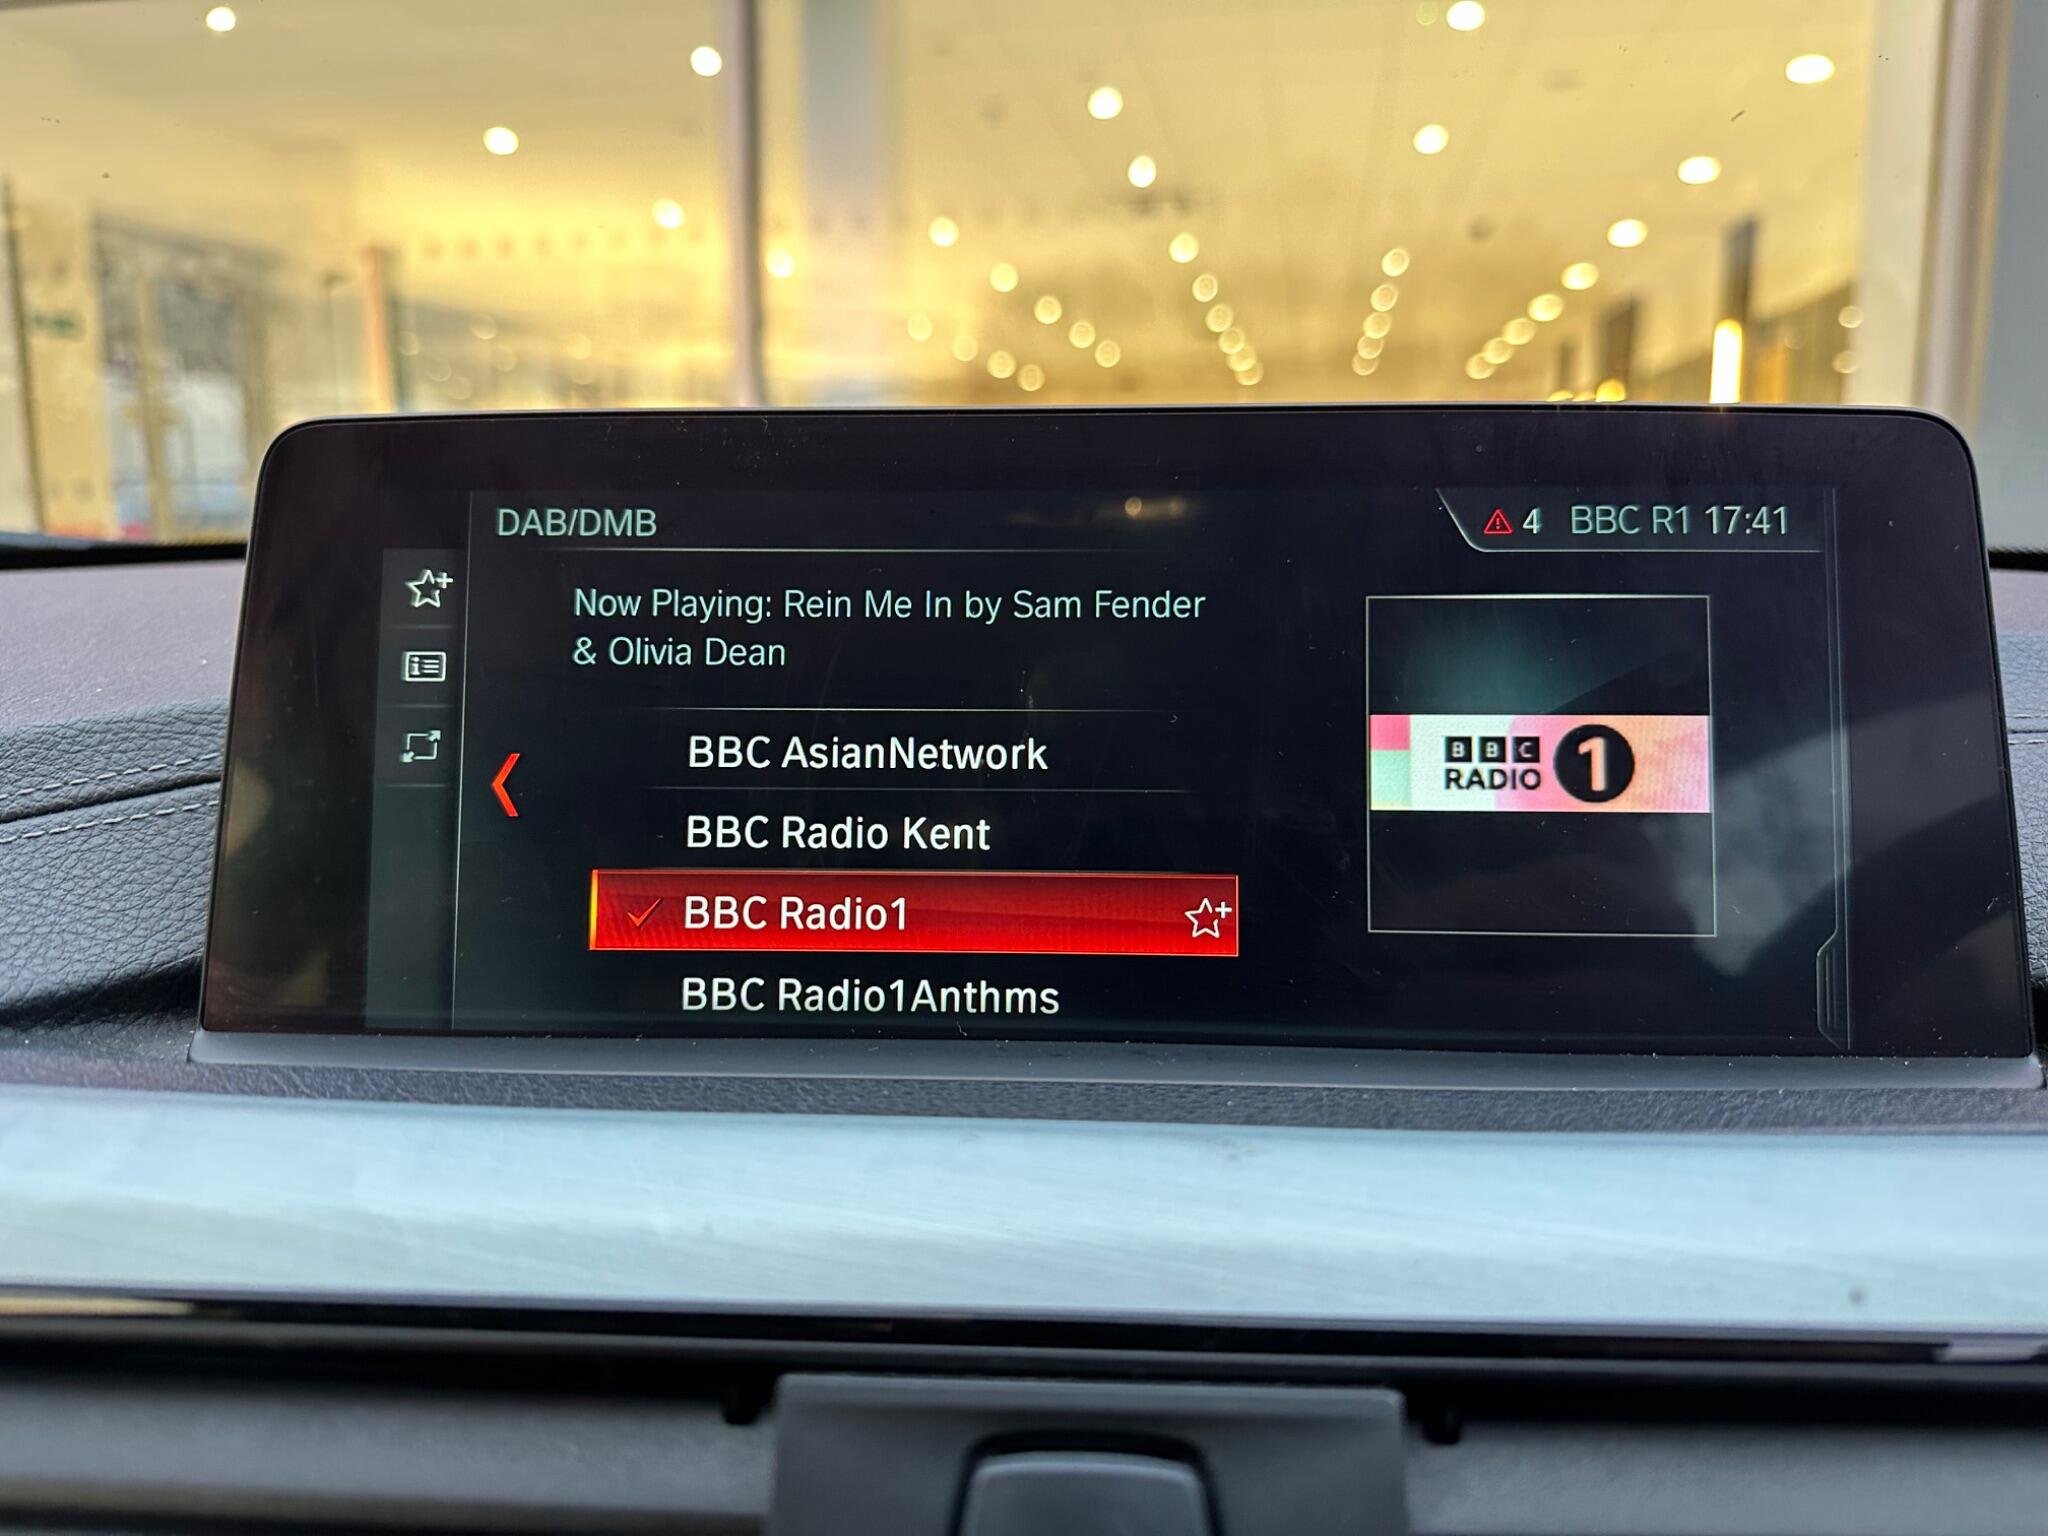 DAB/DMB
4 BBC R1 17:41
Now Playing: Rein Me In by Sam Fender
& Olivia Dean
BBC AsianNetwork
BBC Radio Kent
BBC Radio1
BBC Radio1Anthms
BBC
RADIO 1